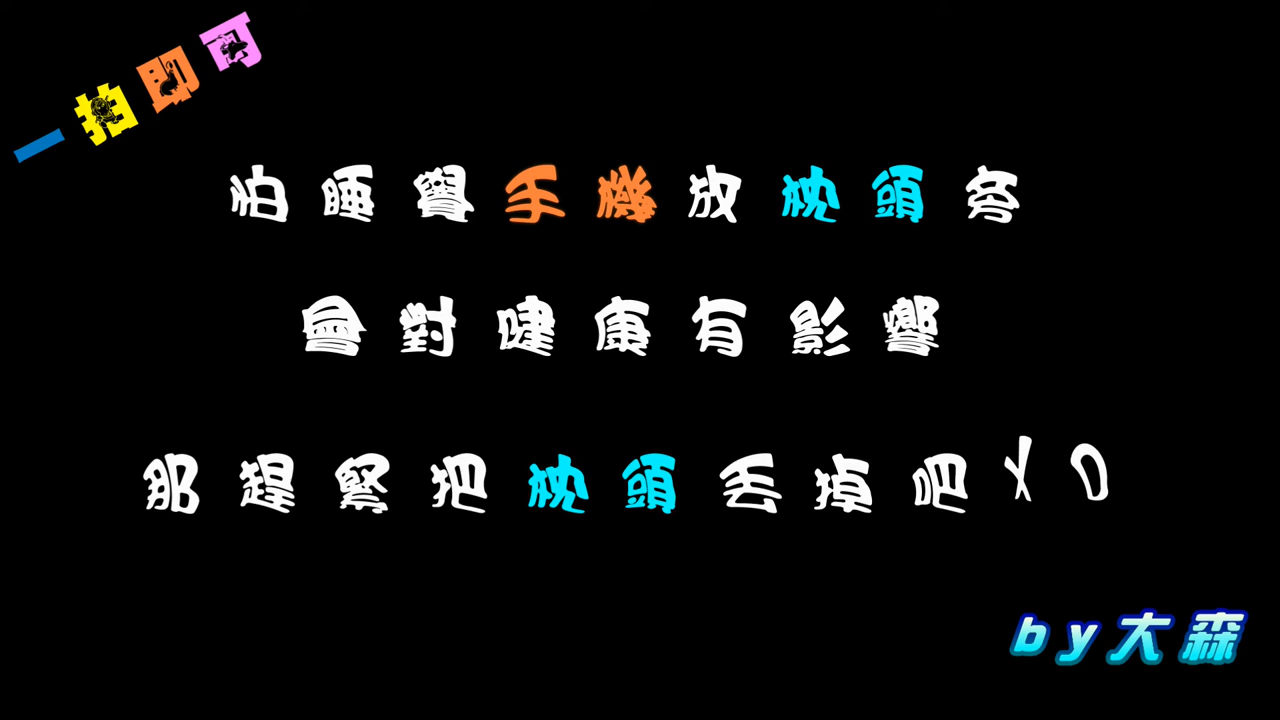 一拍即可
怕睡覺手機放枕頭旁
會對健康有影響
那趕緊把枕頭丟掉吧XD
by大森